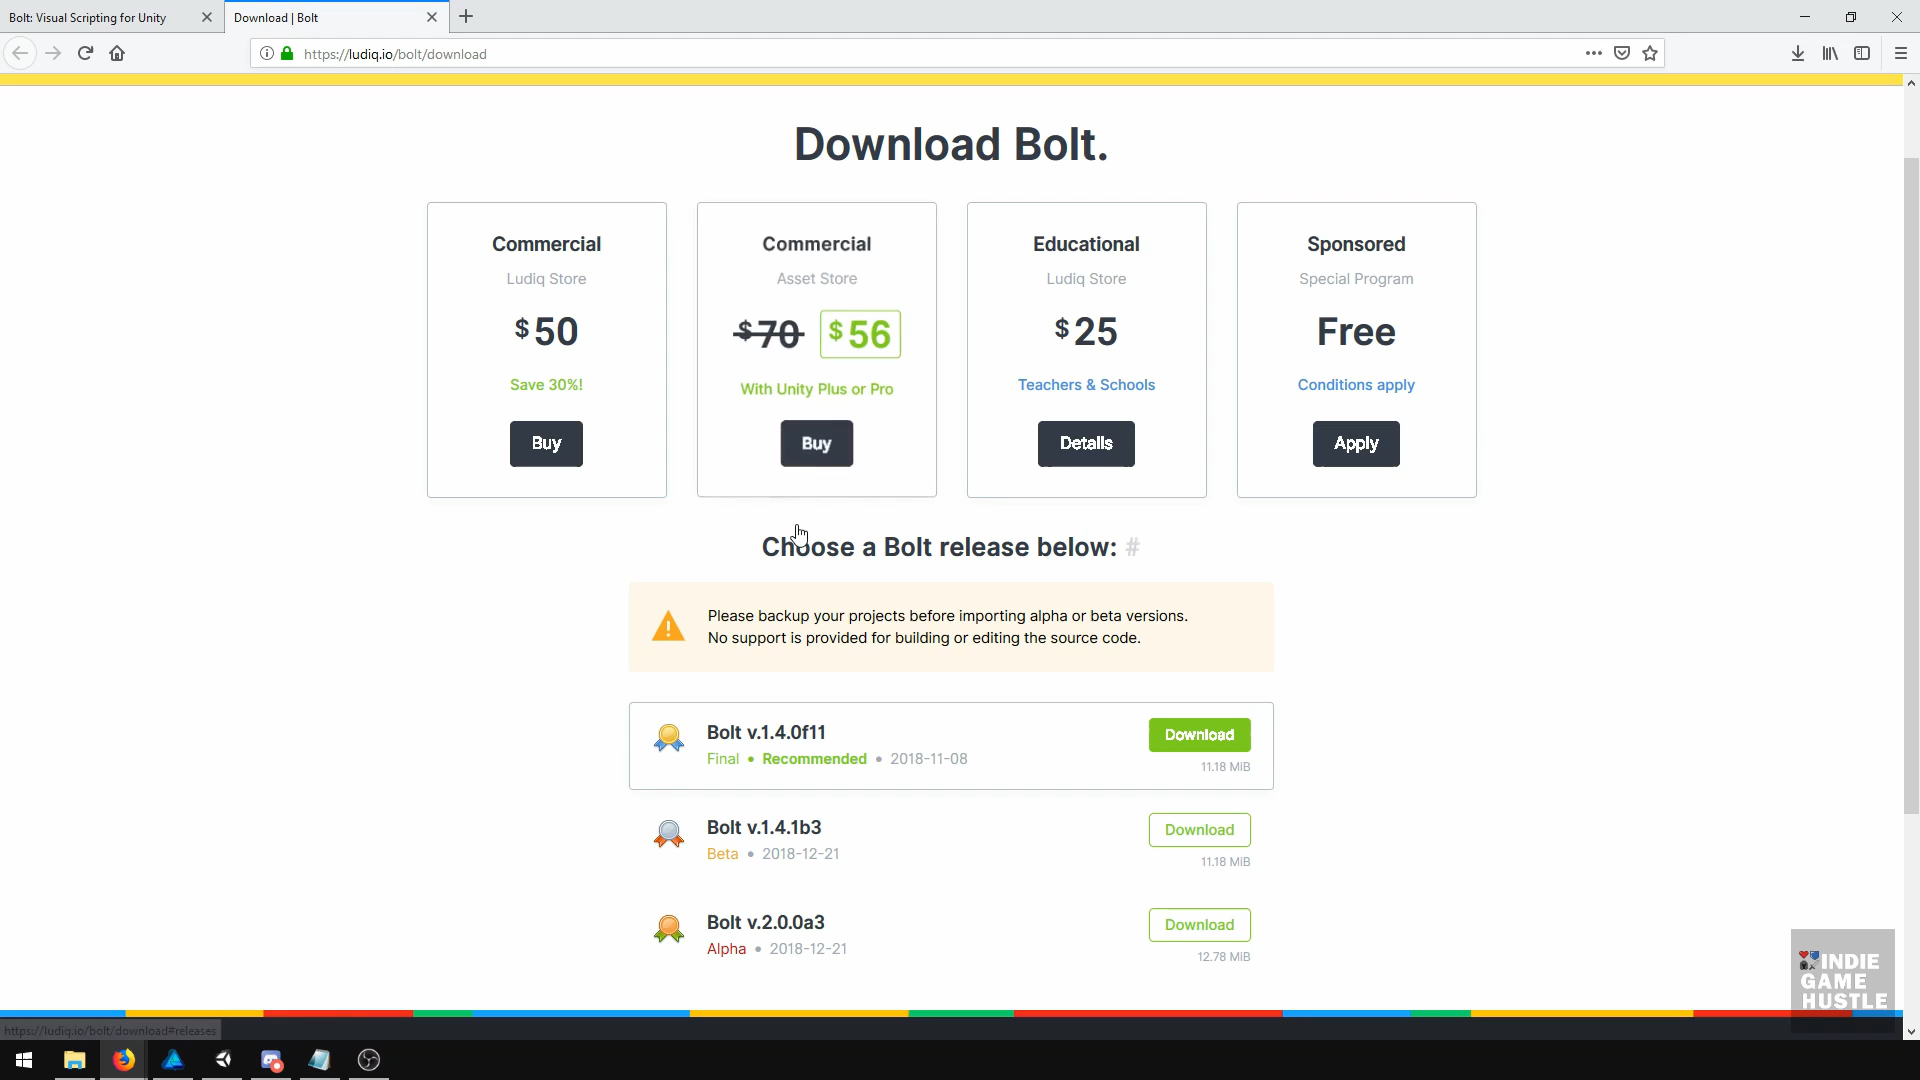 Bolt: Visual Scripting for Unity
Download | Bolt
https://ludiq.io/bolt/download
Download Bolt.
Commercial
Ludiq Store
$50
Save 30%!
Buy
Commercial
Asset Store
$70 $56
With Unity Plus or Pro
Buy
Educational
Ludiq Store
$25
Teachers & Schools
Details
Sponsored
Special Program
Free
Conditions apply
Apply
Choose a Bolt release below: #
Please backup your projects before importing alpha or beta versions.
No support is provided for building or editing the source code.
Bolt v.1.4.0f11
Final • Recommended • 2018-11-08
Download
11.18 MiB
Bolt v.1.4.1b3
Beta • 2018-12-21
Download
11.18 MiB
Bolt v.2.0.0a3
Alpha • 2018-12-21
Download
12.78 MiB
INDIE
GAME
HUSTLE
https://ludiq.io/bolt/download#releases